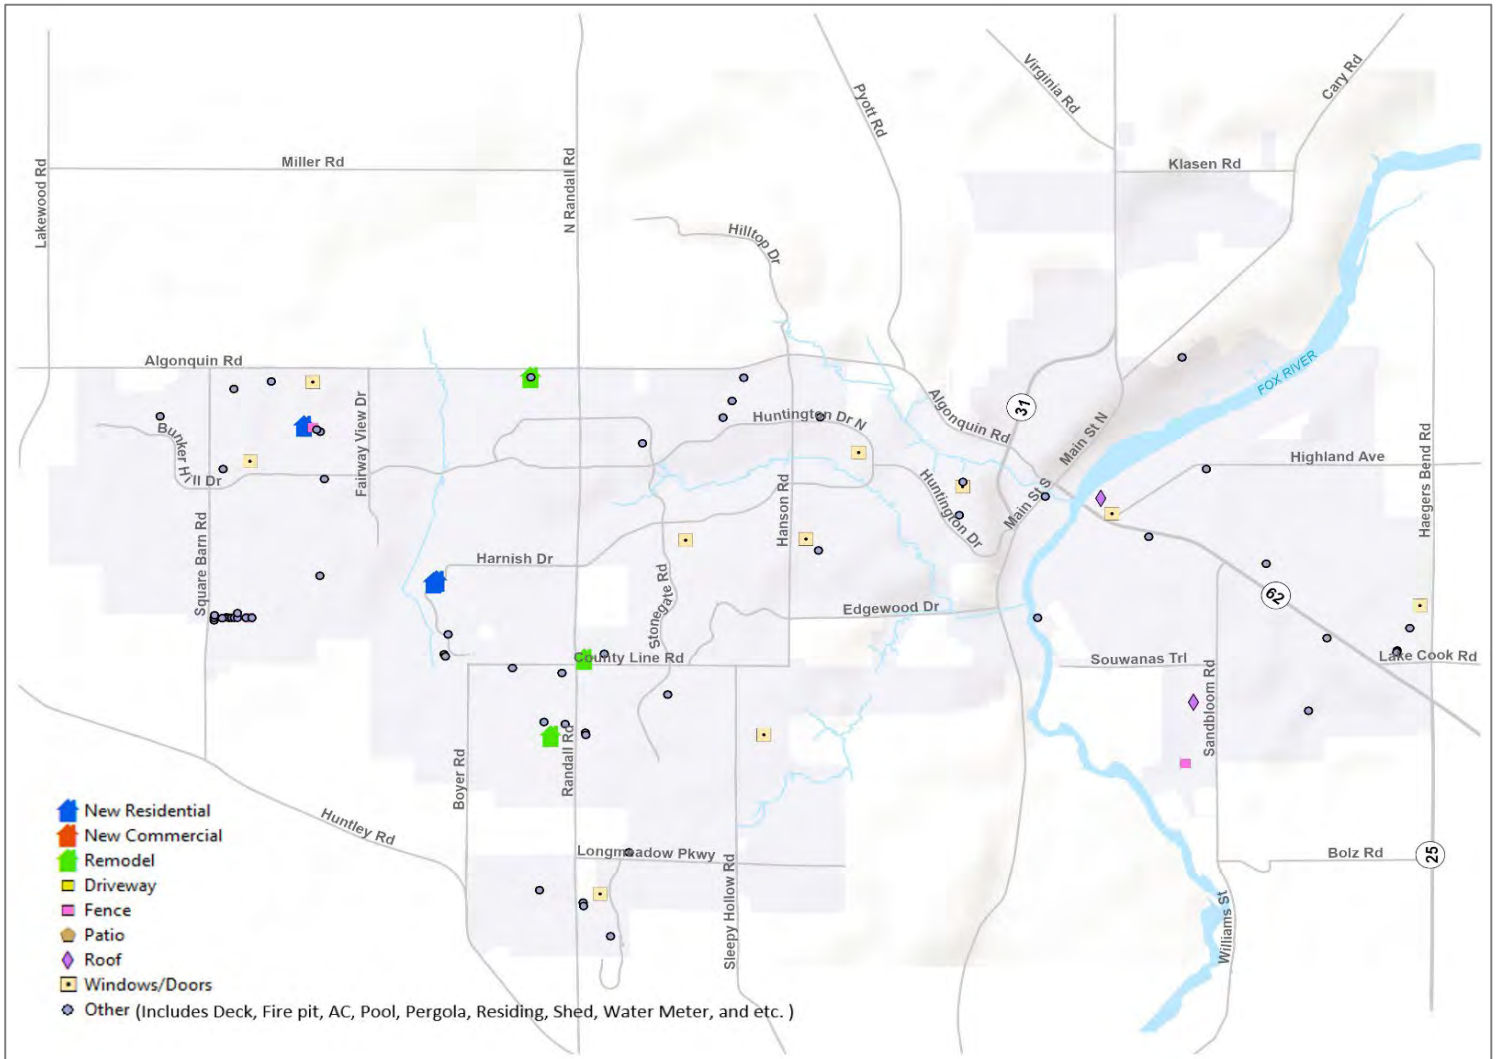 Virginia Rd
Cary Rd
Pyott Rd
Miller Rd
Klasen Rd
Lakewood Rd
N Randall Rd
Hilltop Dr
Algonquin Rd
FOX RIVER
31
Algonquin Rd
Main St N
Huntington Dr N
Bunker Hill Dr
Fairway View Dr
Highland Ave
Haegers Bend Rd
Huntington Dr
Main St S
Hanson Rd
Square Barn Rd
Harnish Dr
Stonegate Rd
Edgewood Dr
62
County Line Rd
Souwanas Trl
Lake Cook Rd
Sandbloom Rd
Boyer Rd
Randall Rd
Huntley Rd
Longmeadow Pkwy
Sleepy Hollow Rd
Bolz Rd
25
Williams St
New Residential
New Commercial
Remodel
Driveway
Fence
Patio
Roof
Windows/Doors
Other (Includes Deck, Fire pit, AC, Pool, Pergola, Residing, Shed, Water Meter, and etc. )